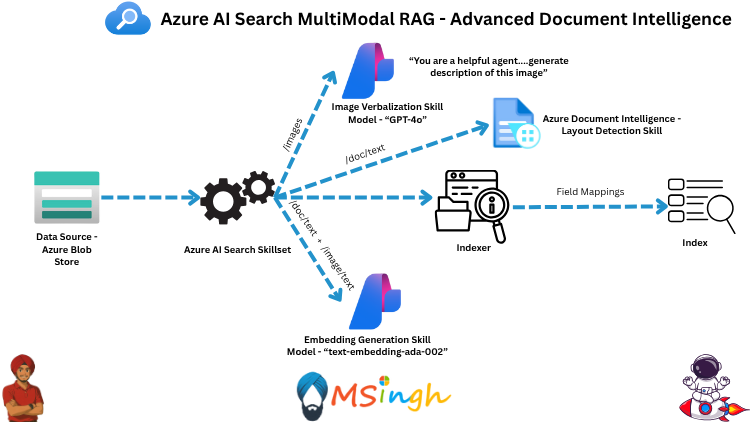 Azure AI Search MultiModal RAG - Advanced Document Intelligence
“You are a helpful agent....generate
description of this image”
Image Verbalization Skill
Model - “GPT-4o”
/images
Azure Document Intelligence -
Layout Detection Skill
/doc/text
Data Source -
Azure Blob
Store
Azure AI Search Skillset
Indexer
Field Mappings
Index
/doc/text + /image/text
Embedding Generation Skill
Model - “text-embedding-ada-002”
MSingh